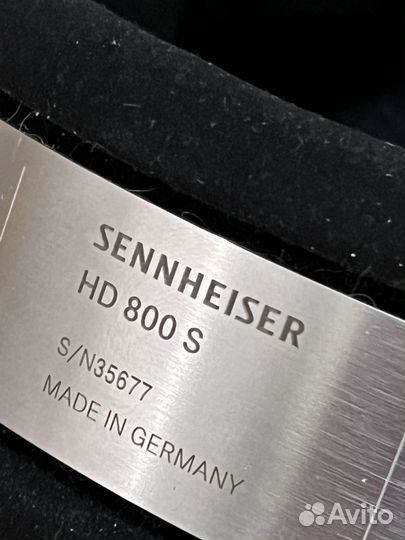 SENNHEISER
HD 800 S
S/N35677
MADE IN GERMANY
Avito